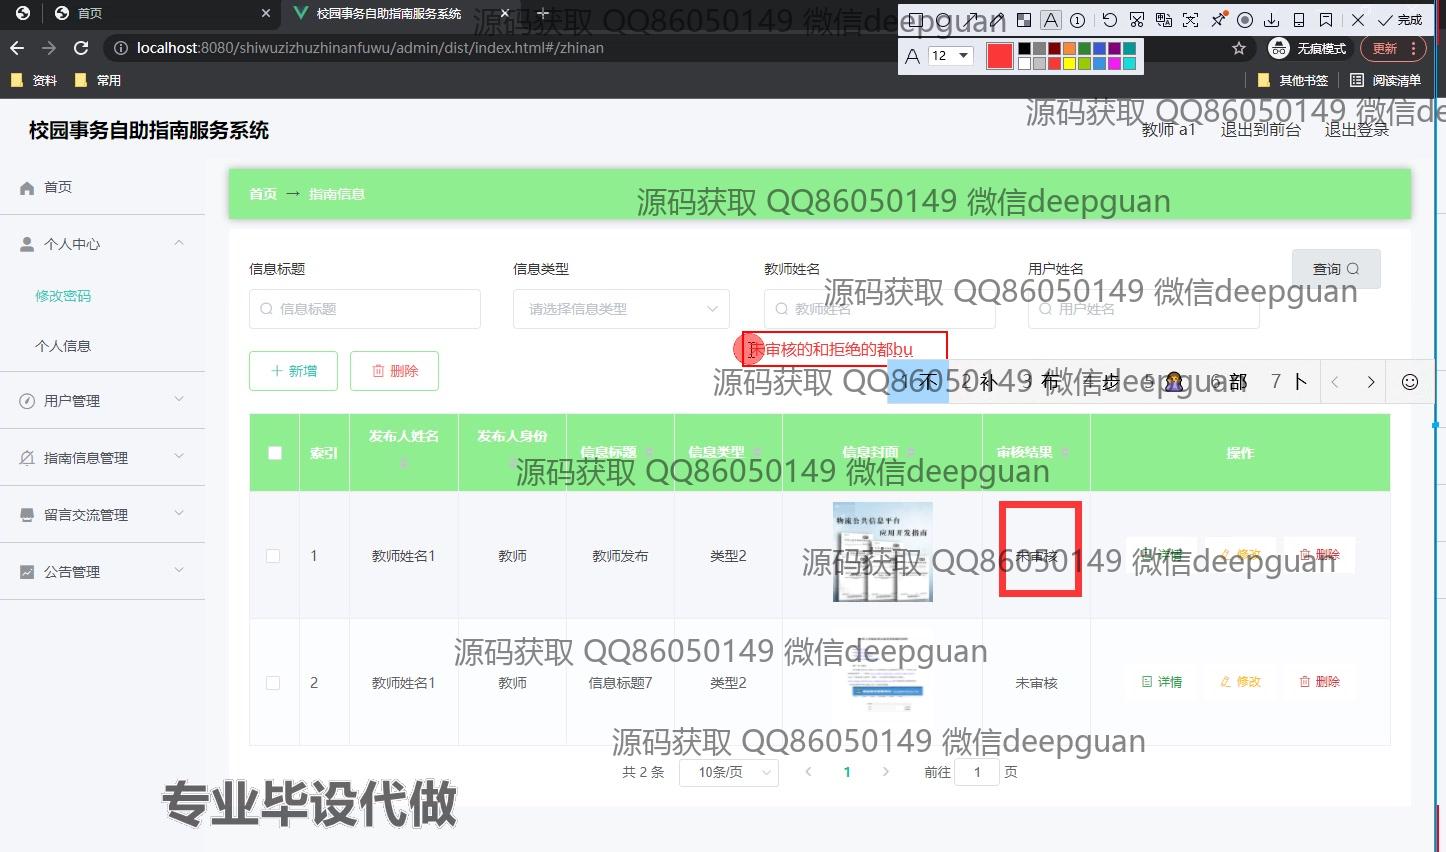 首页
校园事务自助指南服务系统
完成
localhost:8080/shiwuzizhuzhinanfuwu/admin/dist/index.html#/zhinan
无痕模式
更新
A 12
资料
常用
其他书签
阅读清单
源码获取 QQ86050149 微信deepguan
源码获取 QQ86050149 微信de
校园事务自助指南服务系统
教师 a1
退出到前台
退出登录
首页
个人中心
修改密码
个人信息
用户管理
指南信息管理
留言交流管理
公告管理
首页 → 指南信息
源码获取 QQ86050149 微信deepguan
信息标题
信息类型
教师姓名
用户姓名
查询
信息标题
请选择信息类型
教师姓名
用户姓名
源码获取 QQ86050149 微信deepguan
未审核的和拒绝的都bu
1 不 2 补 3 布 4 步 5 6 部 7 卜
源码获取 QQ86050149 微信deepguan
新增
删除
索引 发布人姓名 发布人身份 信息标题 信息类型 信息封面 审核结果 操作
源码获取 QQ86050149 微信deepguan
物流公共信息平台
应用开发指南
1 教师姓名1 教师 教师发布 类型2 未审核 详情 修改 删除
源码获取 QQ86050149 微信deepguan
源码获取 QQ86050149 微信deepguan
2 教师姓名1 教师 信息标题7 类型2 未审核 详情 修改 删除
源码获取 QQ86050149 微信deepguan
共 2 条 10条/页 1 前往 1 页
专业毕设代做